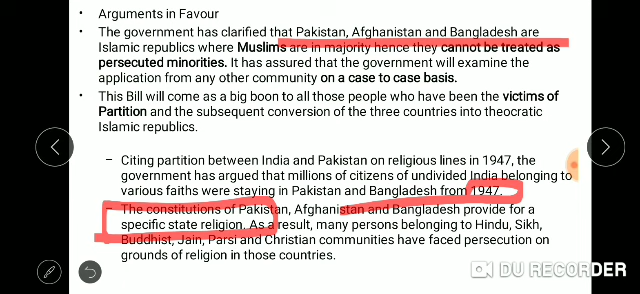 • Arguments in Favour
• The government has clarified that Pakistan, Afghanistan and Bangladesh are
Islamic republics where Muslims are in majority hence they cannot be treated as
persecuted minorities. It has assured that the government will examine the
application from any other community on a case to case basis.
• This Bill will come as a big boon to all those people who have been the victims of
Partition and the subsequent conversion of the three countries into theocratic
Islamic republics.
– Citing partition between India and Pakistan on religious lines in 1947, the
government has argued that millions of citizens of undivided India belonging to
various faiths were staying in Pakistan and Bangladesh from 1947.
– The constitutions of Pakistan, Afghanistan and Bangladesh provide for a
specific state religion. As a result, many persons belonging to Hindu, Sikh,
Buddhist, Jain, Parsi and Christian communities have faced persecution on
grounds of religion in those countries.
DU RECORDER